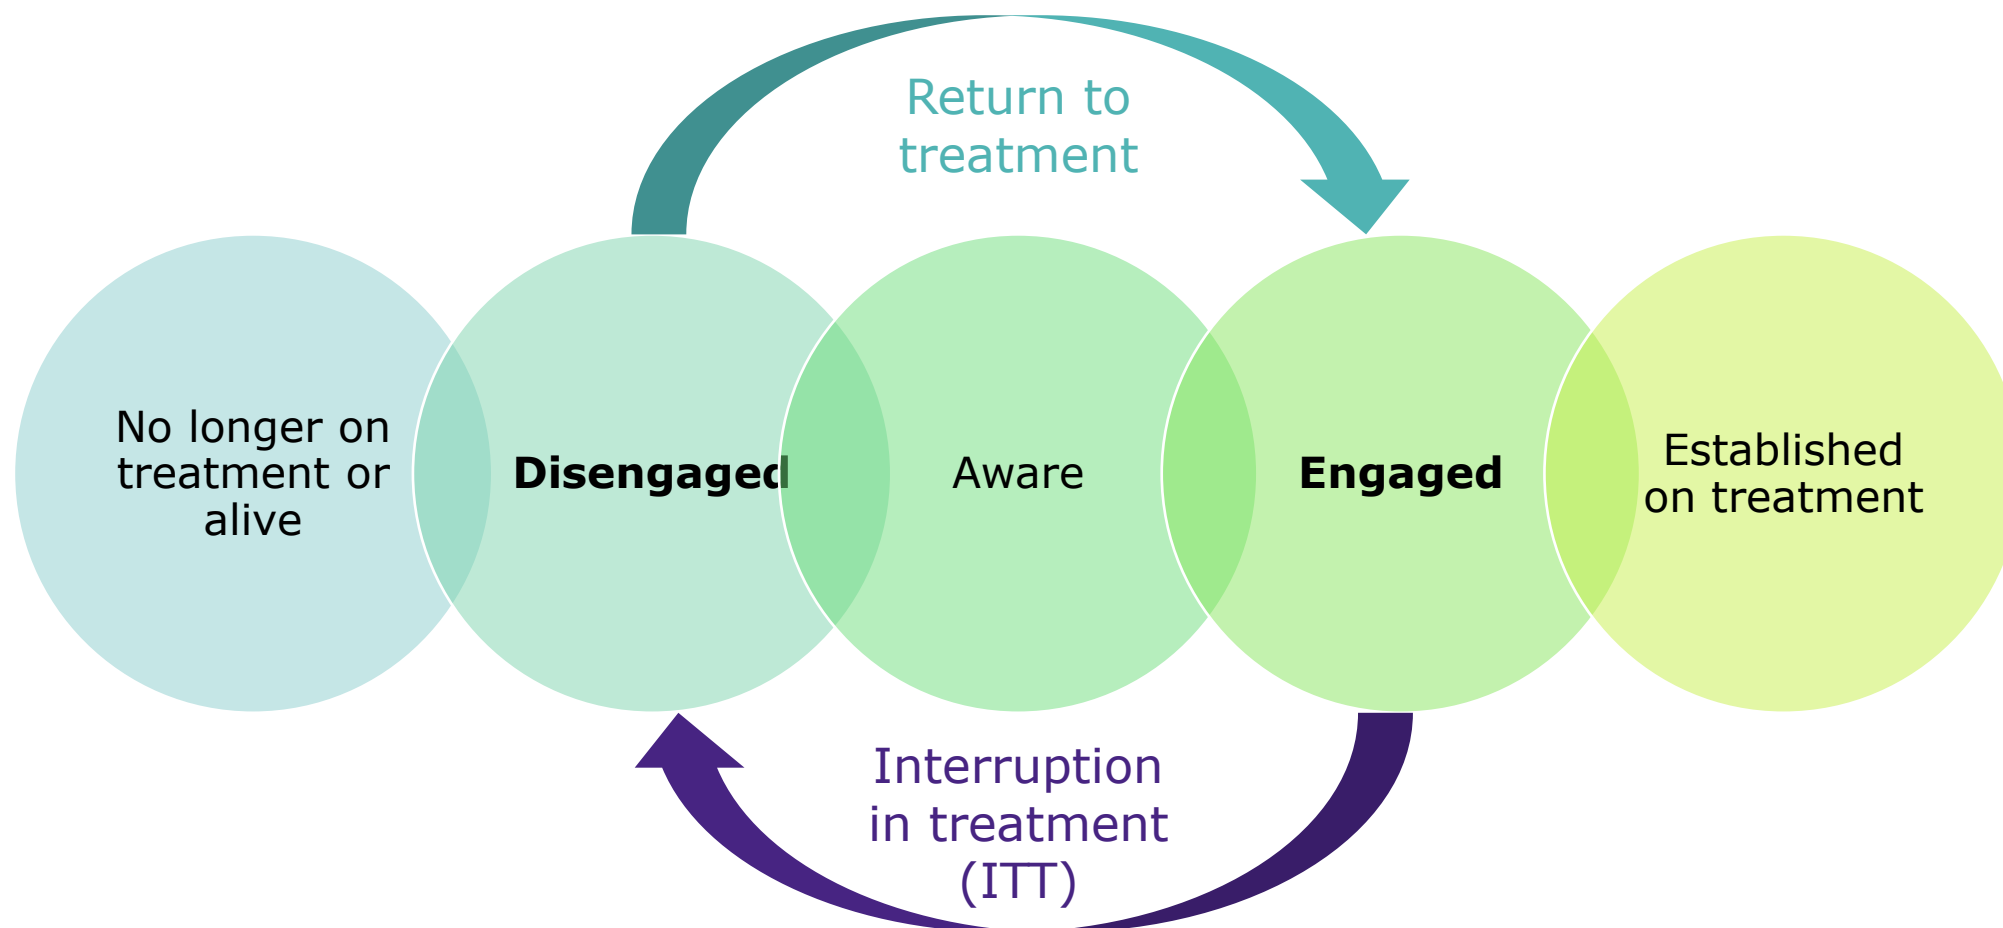 Return to
treatment
No longer on
treatment or
alive
Disengaged
Aware
Engaged
Established
on treatment
Interruption
in treatment
(ITT)